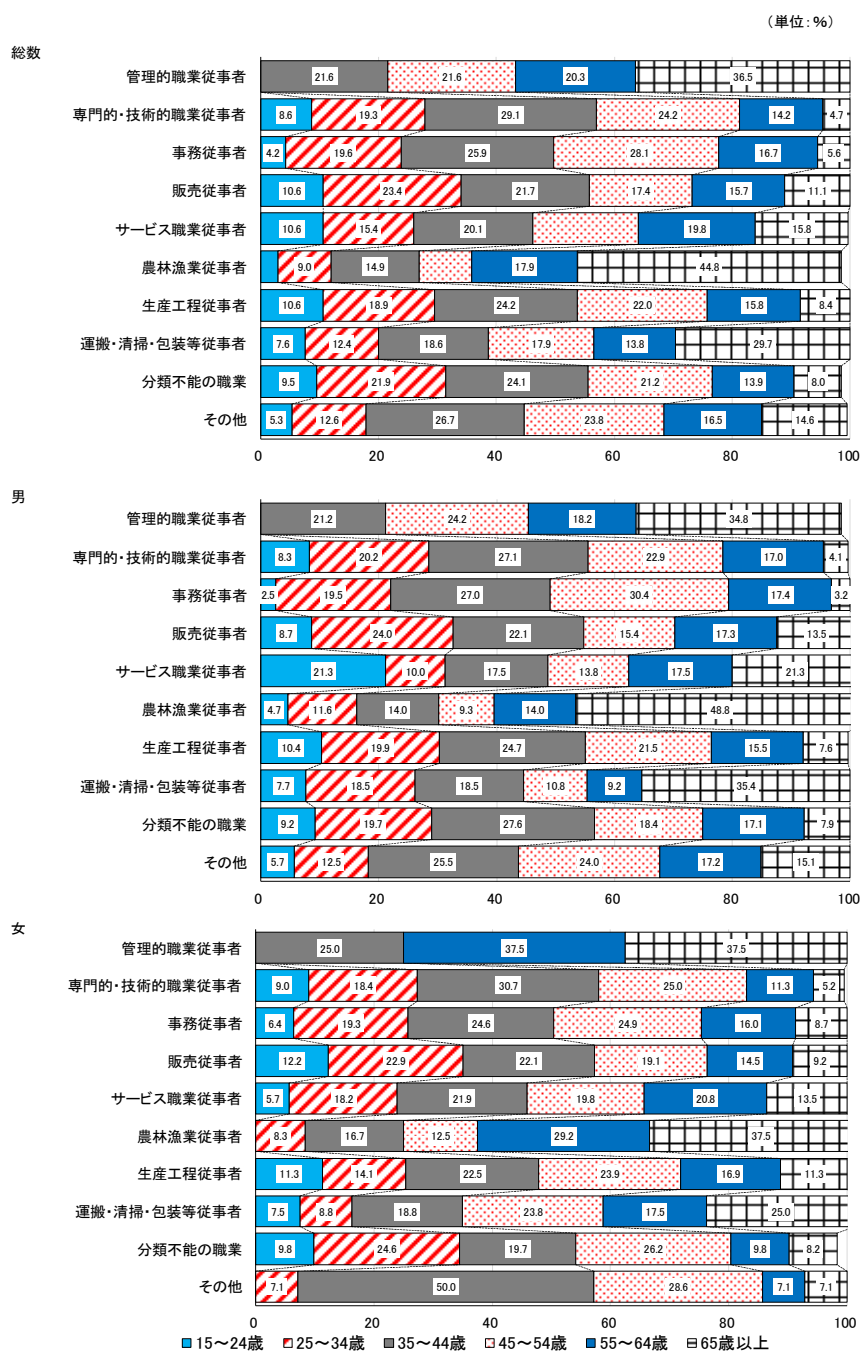 （単位：％）
総数
管理的職業従事者 21.6 21.6 20.3 36.5
専門的・技術的職業従事者 8.6 19.3 29.1 24.2 14.2 4.7
事務従事者 4.2 19.6 25.9 28.1 16.7 5.6
販売従事者 10.6 23.4 21.7 17.4 15.7 11.1
サービス職業従事者 10.6 15.4 20.1 19.8 15.8
農林漁業従事者 9.0 14.9 17.9 44.8
生産工程従事者 10.6 18.9 24.2 22.0 15.8 8.4
運搬・清掃・包装等従事者 7.6 12.4 18.6 17.9 13.8 29.7
分類不能の職業 9.5 21.9 24.1 21.2 13.9 8.0
その他 5.3 12.6 26.7 23.8 16.5 14.6
0 20 40 60 80 100
男
管理的職業従事者 21.2 24.2 18.2 34.8
専門的・技術的職業従事者 8.3 20.2 27.1 22.9 17.0 4.1
事務従事者 2.5 19.5 27.0 30.4 17.4 3.2
販売従事者 8.7 24.0 22.1 15.4 17.3 13.5
サービス職業従事者 21.3 10.0 17.5 13.8 17.5 21.3
農林漁業従事者 4.7 11.6 14.0 9.3 14.0 48.8
生産工程従事者 10.4 19.9 24.7 21.5 15.5 7.6
運搬・清掃・包装等従事者 7.7 18.5 18.5 10.8 9.2 35.4
分類不能の職業 9.2 19.7 27.6 18.4 17.1 7.9
その他 5.7 12.5 25.5 24.0 17.2 15.1
0 20 40 60 80 100
女
管理的職業従事者 25.0 37.5 37.5
専門的・技術的職業従事者 9.0 18.4 30.7 25.0 11.3 5.2
事務従事者 6.4 19.3 24.6 24.9 16.0 8.7
販売従事者 12.2 22.9 22.1 19.1 14.5 9.2
サービス職業従事者 5.7 18.2 21.9 19.8 20.8 13.5
農林漁業従事者 8.3 16.7 12.5 29.2 37.5
生産工程従事者 11.3 14.1 22.5 23.9 16.9 11.3
運搬・清掃・包装等従事者 7.5 8.8 18.8 23.8 17.5 25.0
分類不能の職業 9.8 24.6 19.7 26.2 9.8 8.2
その他 7.1 50.0 28.6 7.1 7.1
0 20 40 60 80 100
15～24歳 25～34歳 35～44歳 45～54歳 55～64歳 65歳以上